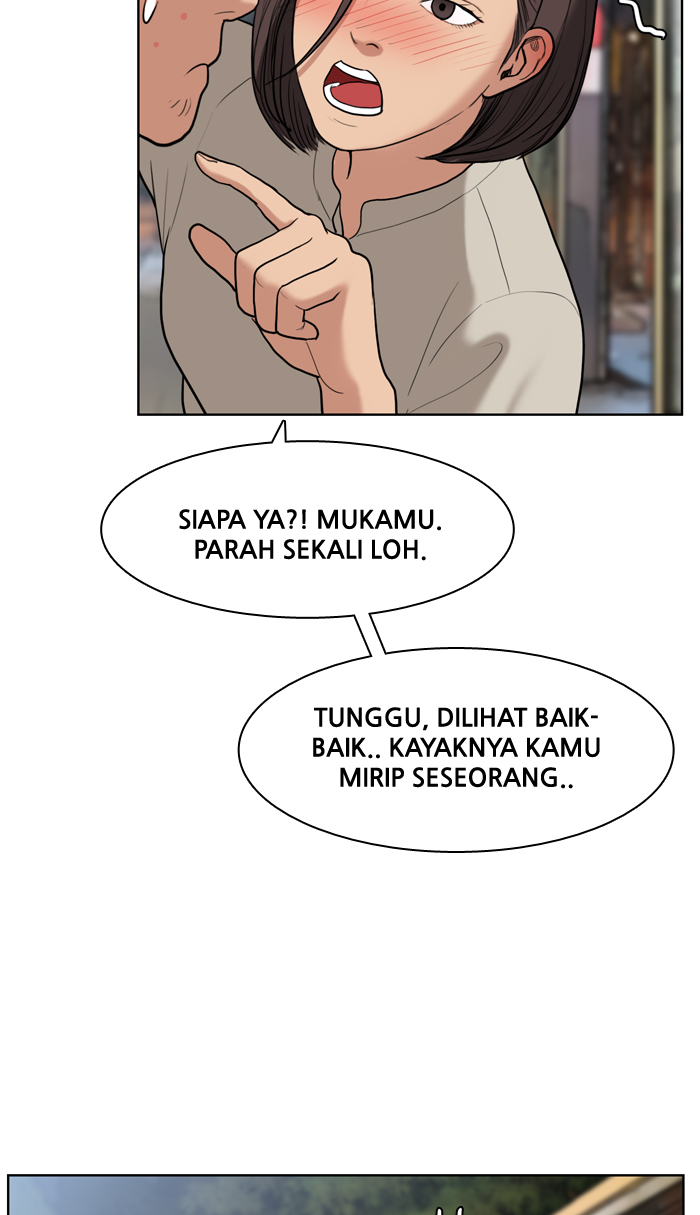 SIAPA YA?! MUKAMU.
PARAH SEKALI LOH.
TUNGGU, DILIHAT BAIK-
BAIK.. KAYAKNYA KAMU
MIRIP SESEORANG..